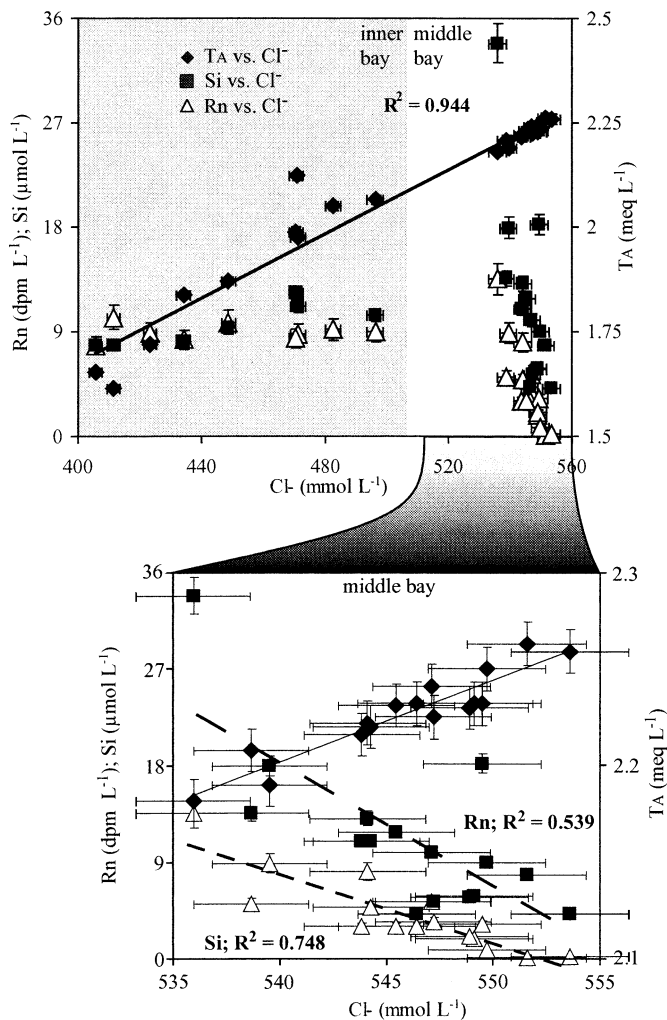 inner middle
bay bay
TA vs. Cl⁻
Si vs. Cl⁻
Rn vs. Cl⁻
R² = 0.944
36
27
18
9
0
Rn (dpm L⁻¹); Si (µmol L⁻¹)
2.5
2.25
2
1.75
1.5
TA (meq L⁻¹)
400 440 480 520 560
Cl- (mmol L⁻¹)
middle bay
36
27
18
9
0
Rn (dpm L⁻¹); Si (µmol L⁻¹)
2.3
2.2
2.1
TA (meq L⁻¹)
Rn; R² = 0.539
Si; R² = 0.748
535 540 545 550 555
Cl- (mmol L⁻¹)